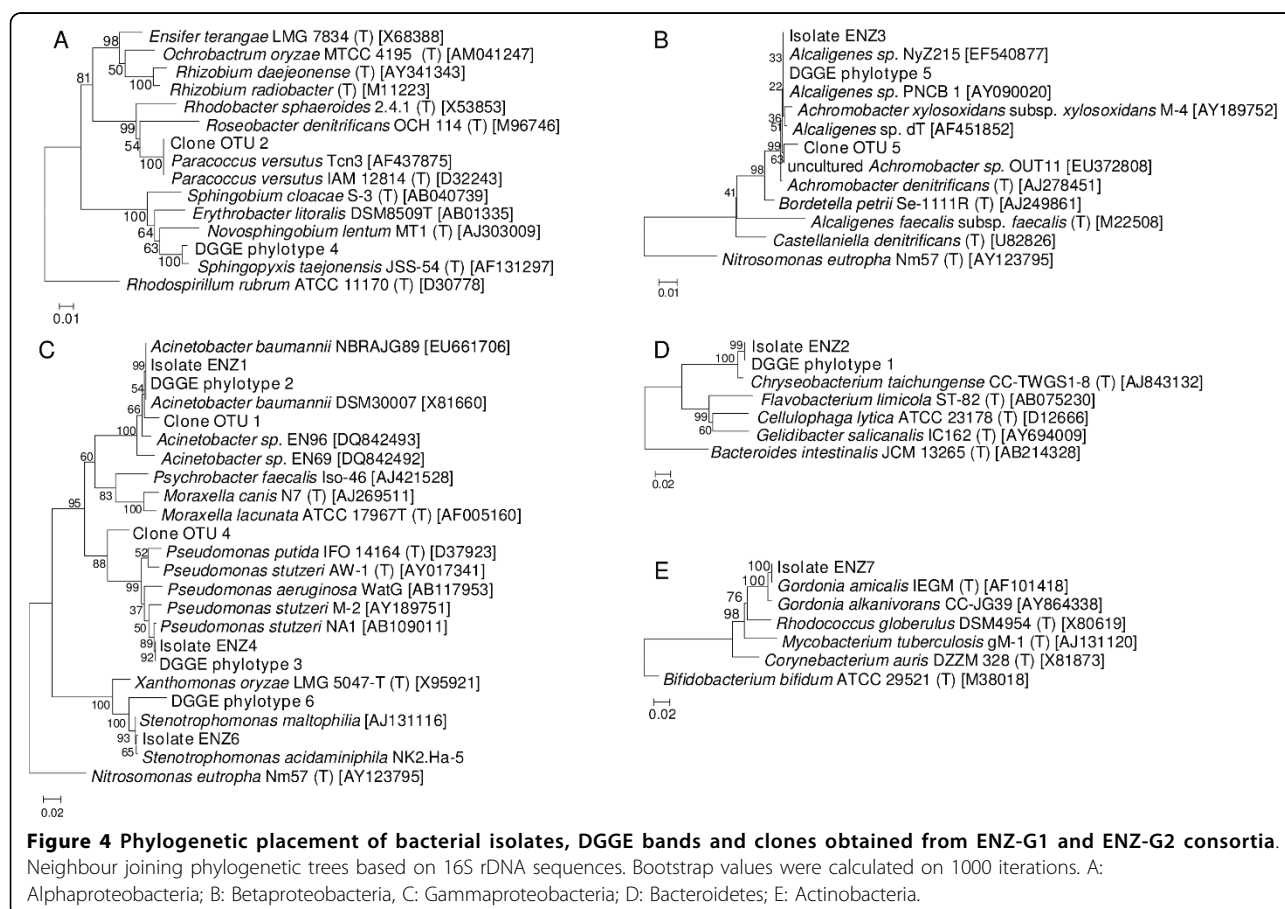 A
Ensifer terangae LMG 7834 (T) [X68388]
98
Ochrobactrum oryzae MTCC 4195 (T) [AM041247]
50
Rhizobium daejeonense (T) [AY341343]
100
81
Rhizobium radiobacter (T) [M11223]
Rhodobacter sphaeroides 2.4.1 (T) [X53853]
99
Roseobacter denitrificans OCH 114 (T) [M96746]
54
Clone OTU 2
100
Paracoccus versutus Tcn3 [AF437875]
Paracoccus versutus IAM 12814 (T) [D32243]
Sphingobium cloacae S-3 (T) [AB040739]
100
Erythrobacter litoralis DSM8509T [AB01335]
64
Novosphingobium lentum MT1 (T) [AJ303009]
63
DGGE phylotype 4
100
Sphingopyxis taejonensis JSS-54 (T) [AF131297]
Rhodospirillum rubrum ATCC 11170 (T) [D30778]
0.01
B
Isolate ENZ3
33
Alcaligenes sp. NyZ215 [EF540877]
DGGE phylotype 5
22
Alcaligenes sp. PNCB 1 [AY090020]
Achromobacter xylosoxidans subsp. xylosoxidans M-4 [AY189752]
36
51
Alcaligenes sp. dT [AF451852]
99
Clone OTU 5
63
uncultured Achromobacter sp. OUT11 [EU372808]
98
Achromobacter denitrificans (T) [AJ278451]
41
Bordetella petrii Se-1111R (T) [AJ249861]
Alcaligenes faecalis subsp. faecalis (T) [M22508]
Castellaniella denitrificans (T) [U82826]
Nitrosomonas eutropha Nm57 (T) [AY123795]
0.01
C
Acinetobacter baumannii NBRAJG89 [EU661706]
99
Isolate ENZ1
54
DGGE phylotype 2
Acinetobacter baumannii DSM30007 [X81660]
66
Clone OTU 1
100
Acinetobacter sp. EN96 [DQ842493]
60
Acinetobacter sp. EN69 [DQ842492]
Psychrobacter faecalis Iso-46 [AJ421528]
83
Moraxella canis N7 (T) [AJ269511]
95
100
Moraxella lacunata ATCC 17967T (T) [AF005160]
Clone OTU 4
52
Pseudomonas putida IFO 14164 (T) [D37923]
88
Pseudomonas stutzeri AW-1 (T) [AY017341]
99
Pseudomonas aeruginosa WatG [AB117953]
37
Pseudomonas stutzeri M-2 [AY189751]
50
Pseudomonas stutzeri NA1 [AB109011]
89
Isolate ENZ4
92
DGGE phylotype 3
Xanthomonas oryzae LMG 5047-T (T) [X95921]
100
DGGE phylotype 6
100
Stenotrophomonas maltophilia [AJ131116]
93
Isolate ENZ6
65
Stenotrophomonas acidaminiphila NK2.Ha-5
Nitrosomonas eutropha Nm57 (T) [AY123795]
0.02
D
99
Isolate ENZ2
100
DGGE phylotype 1
Chryseobacterium taichungense CC-TWGS1-8 (T) [AJ843132]
Flavobacterium limicola ST-82 (T) [AB075230]
99
Cellulophaga lytica ATCC 23178 (T) [D12666]
60
Gelidibacter salicanalis IC162 (T) [AY694009]
Bacteroides intestinalis JCM 13265 (T) [AB214328]
0.02
E
100
Isolate ENZ7
100
Gordonia amicalis IEGM (T) [AF101418]
76
Gordonia alkanivorans CC-JG39 [AY864338]
98
Rhodococcus globerulus DSM4954 (T) [X80619]
Mycobacterium tuberculosis gM-1 (T) [AJ131120]
Corynebacterium auris DZZM 328 (T) [X81873]
Bifidobacterium bifidum ATCC 29521 (T) [M38018]
0.02
Figure 4 Phylogenetic placement of bacterial isolates, DGGE bands and clones obtained from ENZ-G1 and ENZ-G2 consortia.
Neighbour joining phylogenetic trees based on 16S rDNA sequences. Bootstrap values were calculated on 1000 iterations. A:
Alphaproteobacteria; B: Betaproteobacteria, C: Gammaproteobacteria; D: Bacteroidetes; E: Actinobacteria.